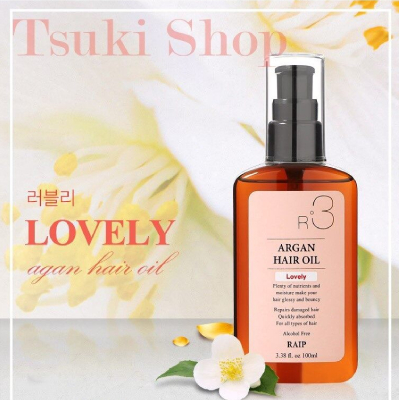 Tsuki Shop
러블리
LOVELY
agan hair oil
R3
ARGAN
HAIR OIL
Lovely
Plenty of nutrients and
moisture make your
hair glossy and bouncy
Repairs damaged hair
Quickly absorbed
For all types of hair
Alcohol Free
RAIP
3.38 fl. oz 100ml